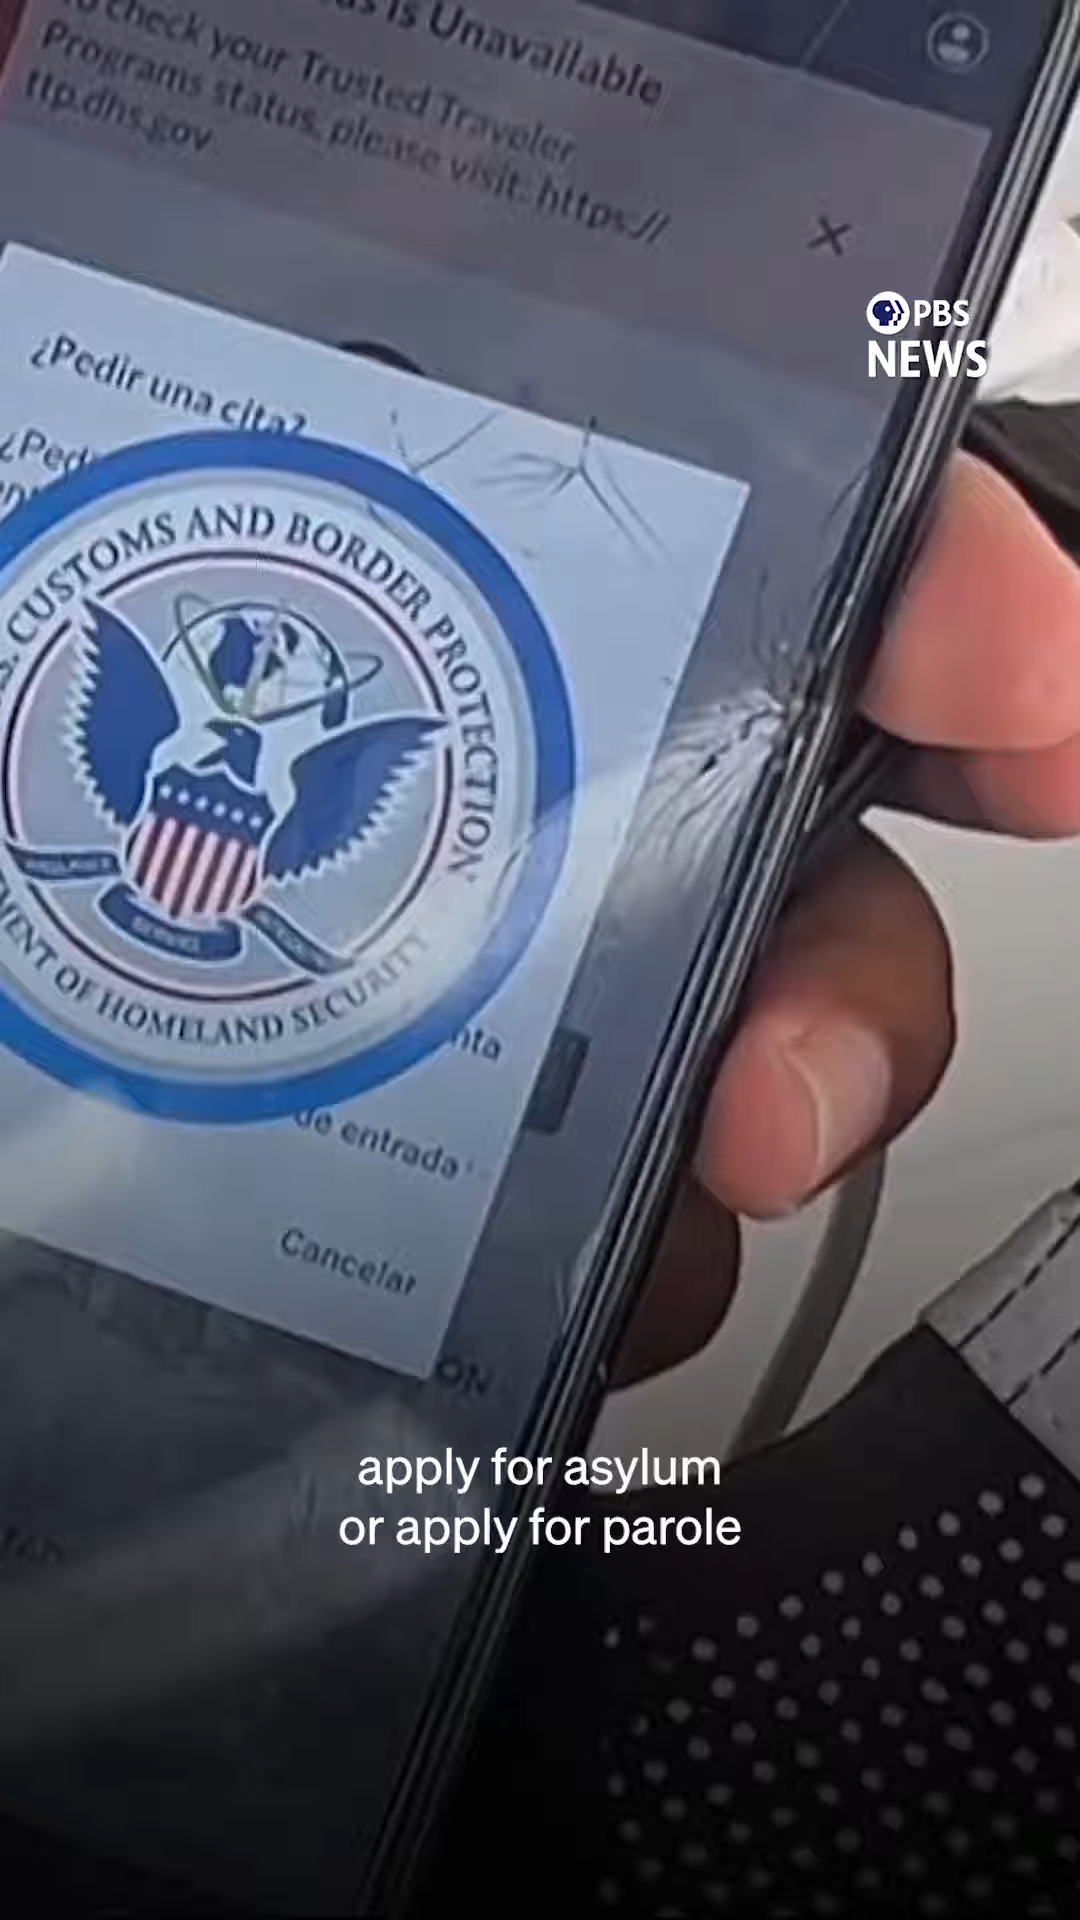 is Unavailable
check your Trusted Traveler
Programs status, please visit: https://
ttp.dhs.gov
PBS
NEWS
¿Pedir una cita?
CUSTOMS AND BORDER PROTECTION
OF HOMELAND SECURITY
de entrada
Cancelar
ON
apply for asylum
or apply for parole